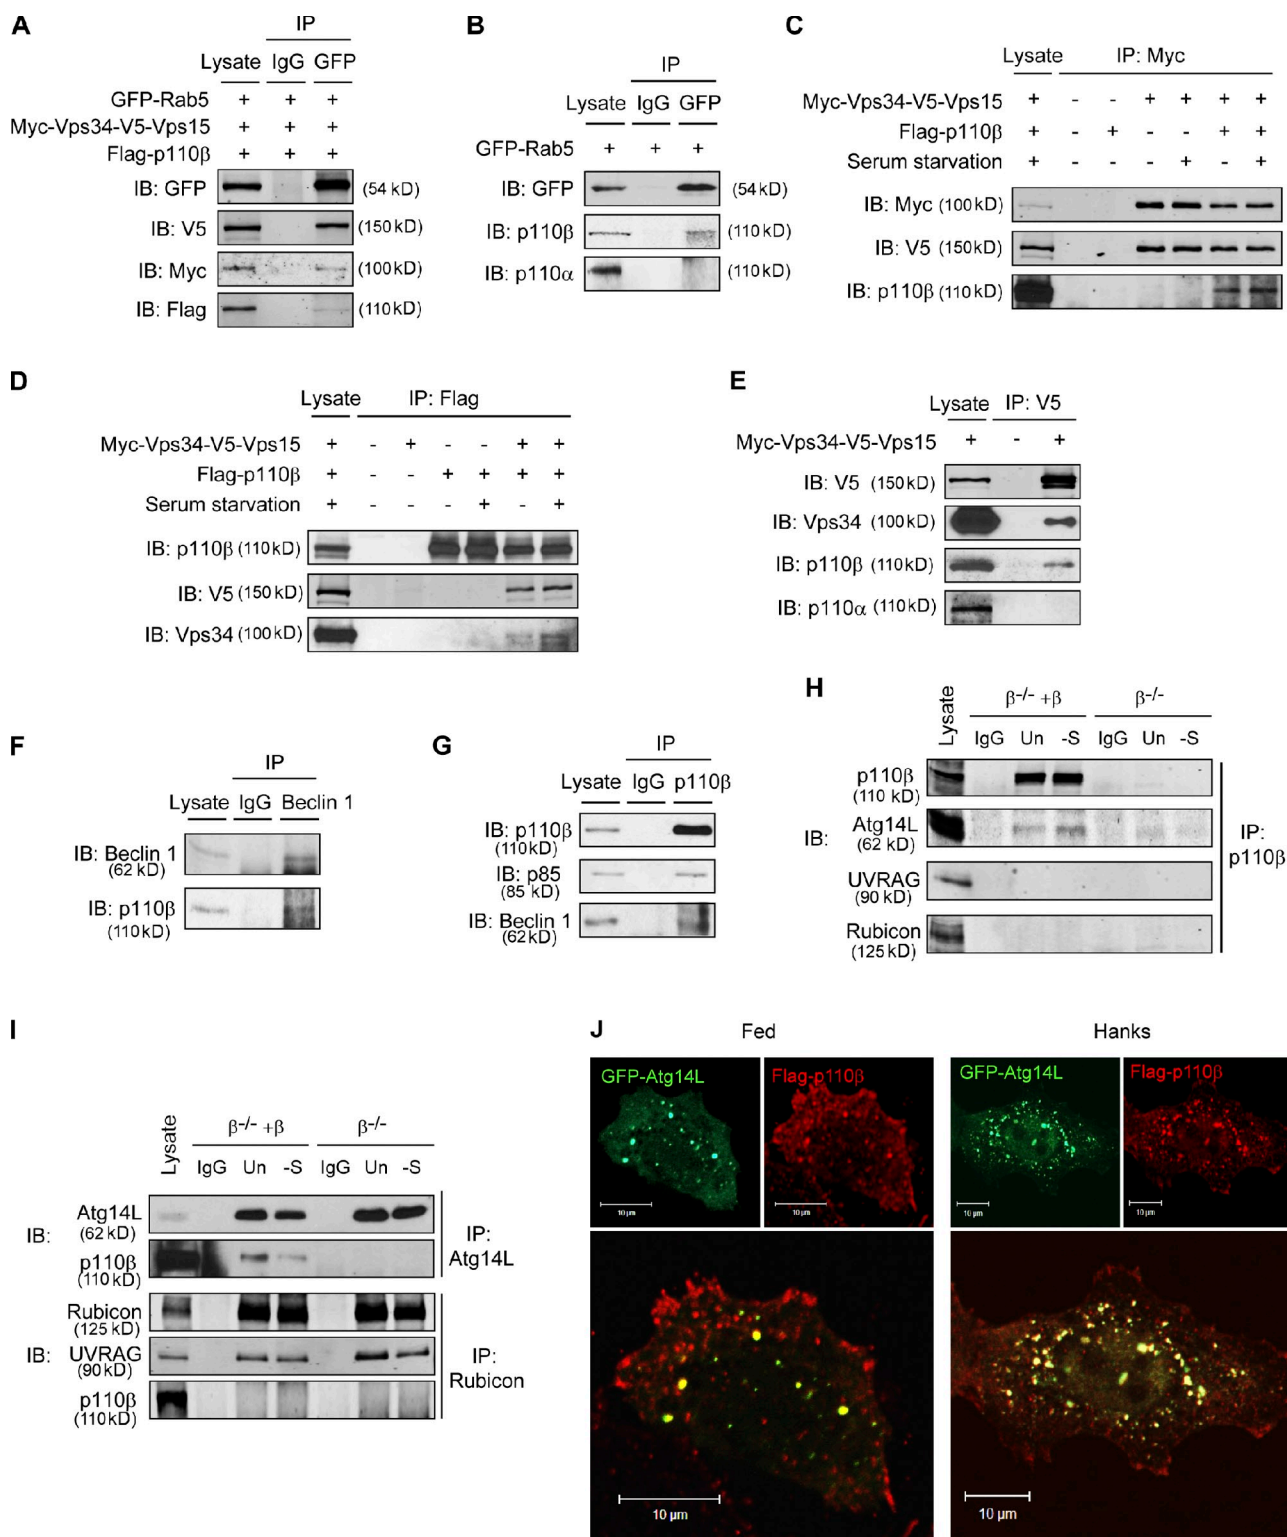 A
IP
Lysate IgG GFP
GFP-Rab5 + + +
Myc-Vps34-V5-Vps15 + + +
Flag-p110β + + +
IB: GFP (54 kD)
IB: V5 (150 kD)
IB: Myc (100 kD)
IB: Flag (110 kD)
B
IP
Lysate IgG GFP
GFP-Rab5 + + +
IB: GFP (54 kD)
IB: p110β (110 kD)
IB: p110α (110 kD)
C
Lysate IP: Myc
Myc-Vps34-V5-Vps15 + - - + + + +
Flag-p110β + - + - - + +
Serum starvation + - - - + - +
IB: Myc (100 kD)
IB: V5 (150 kD)
IB: p110β (110 kD)
D
Lysate IP: Flag
Myc-Vps34-V5-Vps15 + - + - - + +
Flag-p110β + - - + + + +
Serum starvation + - - - + - +
IB: p110β (110 kD)
IB: V5 (150 kD)
IB: Vps34 (100 kD)
E
Lysate IP: V5
Myc-Vps34-V5-Vps15 + - +
IB: V5 (150 kD)
IB: Vps34 (100 kD)
IB: p110β (110 kD)
IB: p110α (110 kD)
F
IP
Lysate IgG Beclin 1
IB: Beclin 1
(62 kD)
IB: p110β
(110 kD)
G
IP
Lysate IgG p110β
IB: p110β
(110 kD)
IB: p85
(85 kD)
IB: Beclin 1
(62 kD)
H
Lysate
β-/- +β β-/-
IgG Un -S IgG Un -S
IB:
p110β
(110 kD)
Atg14L
(62 kD)
UVRAG
(90 kD)
Rubicon
(125 kD)
IP:
p110β
I
Lysate
β-/- +β β-/-
IgG Un -S IgG Un -S
IB:
Atg14L
(62 kD)
p110β
(110 kD)
IP:
Atg14L
Rubicon
(125 kD)
IB: UVRAG
(90 kD)
p110β
(110 kD)
IP:
Rubicon
J
Fed Hanks
GFP-Atg14L Flag-p110β GFP-Atg14L Flag-p110β
10 µm 10 µm 10 µm 10 µm
10 µm 10 µm